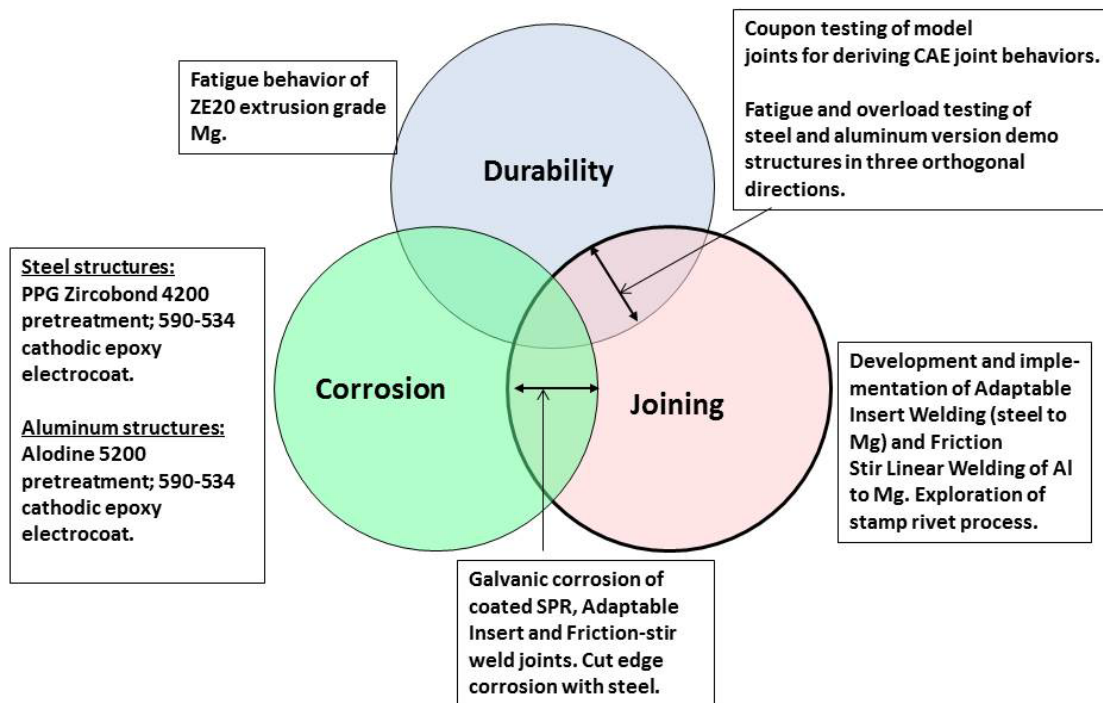 Coupon testing of model
joints for deriving CAE joint behaviors.
Fatigue and overload testing of
steel and aluminum version demo
structures in three orthogonal
directions.
Fatigue behavior of
ZE20 extrusion grade
Mg.
Durability
Steel structures:
PPG Zircobond 4200
pretreatment; 590-534
cathodic epoxy
electrocoat.
Aluminum structures:
Alodine 5200
pretreatment; 590-534
cathodic epoxy
electrocoat.
Corrosion
Joining
Development and imple-
mentation of Adaptable
Insert Welding (steel to
Mg) and Friction
Stir Linear Welding of Al
to Mg. Exploration of
stamp rivet process.
Galvanic corrosion of
coated SPR, Adaptable
Insert and Friction-stir
weld joints. Cut edge
corrosion with steel.